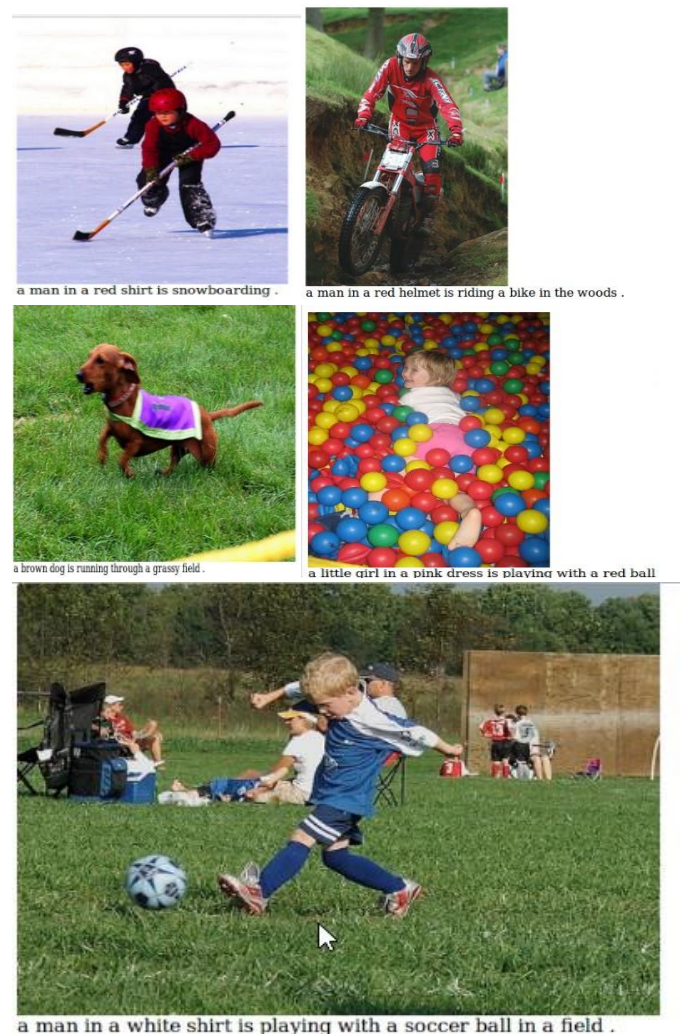 a man in a red shirt is snowboarding .
a man in a red helmet is riding a bike in the woods .
a brown dog is running through a grassy field .
a little girl in a pink dress is playing with a red ball
a man in a white shirt is playing with a soccer ball in a field .